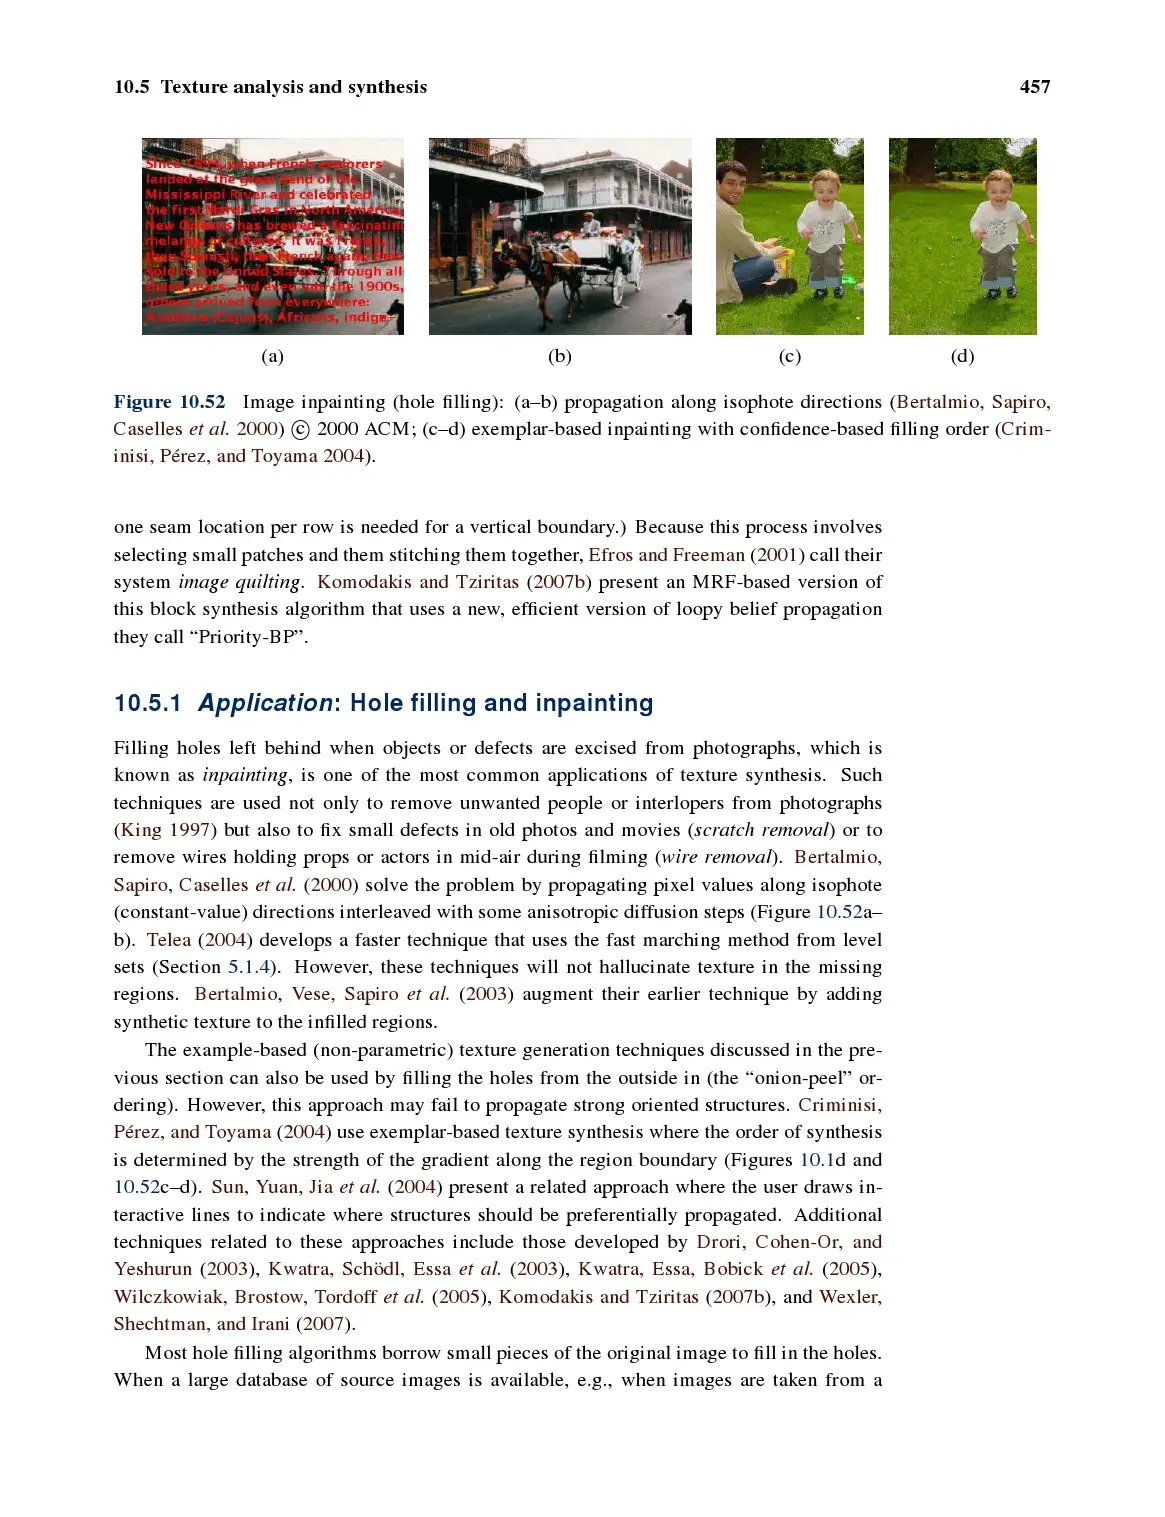 10.5 Texture analysis and synthesis 457
landed at the great bend of the
Mississippi River and celebrated
the first Mardi Gras in North America,
New Orleans has brewed a fascinating
melange of cultures. It was French,
then Spanish, then French again, then
sold to the United States. Through all
these years, and even into the 1900s,
others arrived from everywhere:
Acadians (Cajuns), Africans, indige-
(a) (b) (c) (d)
Figure 10.52 Image inpainting (hole filling): (a–b) propagation along isophote directions (Bertalmio, Sapiro,
Caselles et al. 2000) © 2000 ACM; (c–d) exemplar-based inpainting with confidence-based filling order (Crim-
inisi, Pérez, and Toyama 2004).
one seam location per row is needed for a vertical boundary.) Because this process involves
selecting small patches and them stitching them together, Efros and Freeman (2001) call their
system image quilting. Komodakis and Tziritas (2007b) present an MRF-based version of
this block synthesis algorithm that uses a new, efficient version of loopy belief propagation
they call “Priority-BP”.
10.5.1 Application: Hole filling and inpainting
Filling holes left behind when objects or defects are excised from photographs, which is
known as inpainting, is one of the most common applications of texture synthesis. Such
techniques are used not only to remove unwanted people or interlopers from photographs
(King 1997) but also to fix small defects in old photos and movies (scratch removal) or to
remove wires holding props or actors in mid-air during filming (wire removal). Bertalmio,
Sapiro, Caselles et al. (2000) solve the problem by propagating pixel values along isophote
(constant-value) directions interleaved with some anisotropic diffusion steps (Figure 10.52a–
b). Telea (2004) develops a faster technique that uses the fast marching method from level
sets (Section 5.1.4). However, these techniques will not hallucinate texture in the missing
regions. Bertalmio, Vese, Sapiro et al. (2003) augment their earlier technique by adding
synthetic texture to the infilled regions.
The example-based (non-parametric) texture generation techniques discussed in the pre-
vious section can also be used by filling the holes from the outside in (the “onion-peel” or-
dering). However, this approach may fail to propagate strong oriented structures. Criminisi,
Pérez, and Toyama (2004) use exemplar-based texture synthesis where the order of synthesis
is determined by the strength of the gradient along the region boundary (Figures 10.1d and
10.52c–d). Sun, Yuan, Jia et al. (2004) present a related approach where the user draws in-
teractive lines to indicate where structures should be preferentially propagated. Additional
techniques related to these approaches include those developed by Drori, Cohen-Or, and
Yeshurun (2003), Kwatra, Schödl, Essa et al. (2003), Kwatra, Essa, Bobick et al. (2005),
Wilczkowiak, Brostow, Tordoff et al. (2005), Komodakis and Tziritas (2007b), and Wexler,
Shechtman, and Irani (2007).
Most hole filling algorithms borrow small pieces of the original image to fill in the holes.
When a large database of source images is available, e.g., when images are taken from a